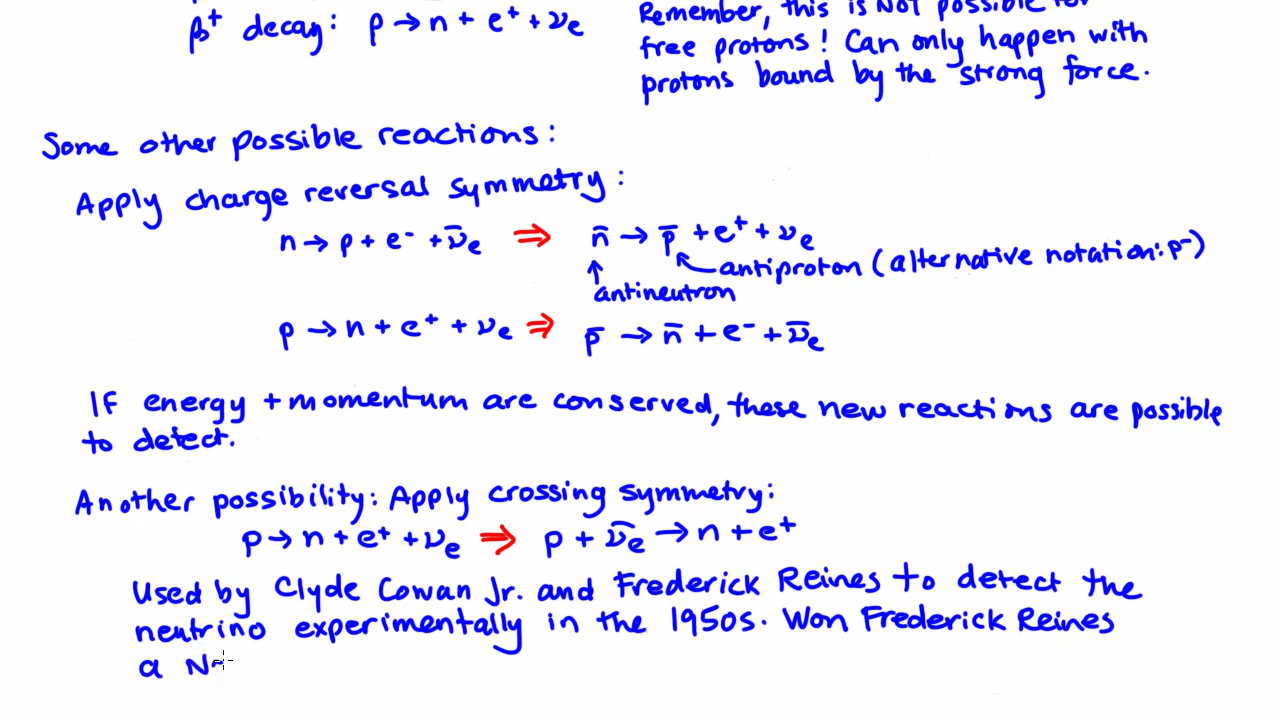 Remember, this is NOT possible for
β⁺ decay: p → n + e⁺ + νₑ
free protons! Can only happen with
protons bound by the strong force.
Some other possible reactions:
Apply charge reversal symmetry:
n → p + e⁻ + ν̄ₑ ⇒ n̄ → p̄ + e⁺ + νₑ
antiproton (alternative notation: p⁻)
antineutron
p → n + e⁺ + νₑ ⇒ p̄ → n̄ + e⁻ + ν̄ₑ
If energy + momentum are conserved, these new reactions are possible
to detect.
Another possibility: Apply crossing symmetry:
p → n + e⁺ + νₑ ⇒ p + ν̄ₑ → n + e⁺
Used by Clyde Cowan Jr. and Frederick Reines to detect the
neutrino experimentally in the 1950s. Won Frederick Reines
a N